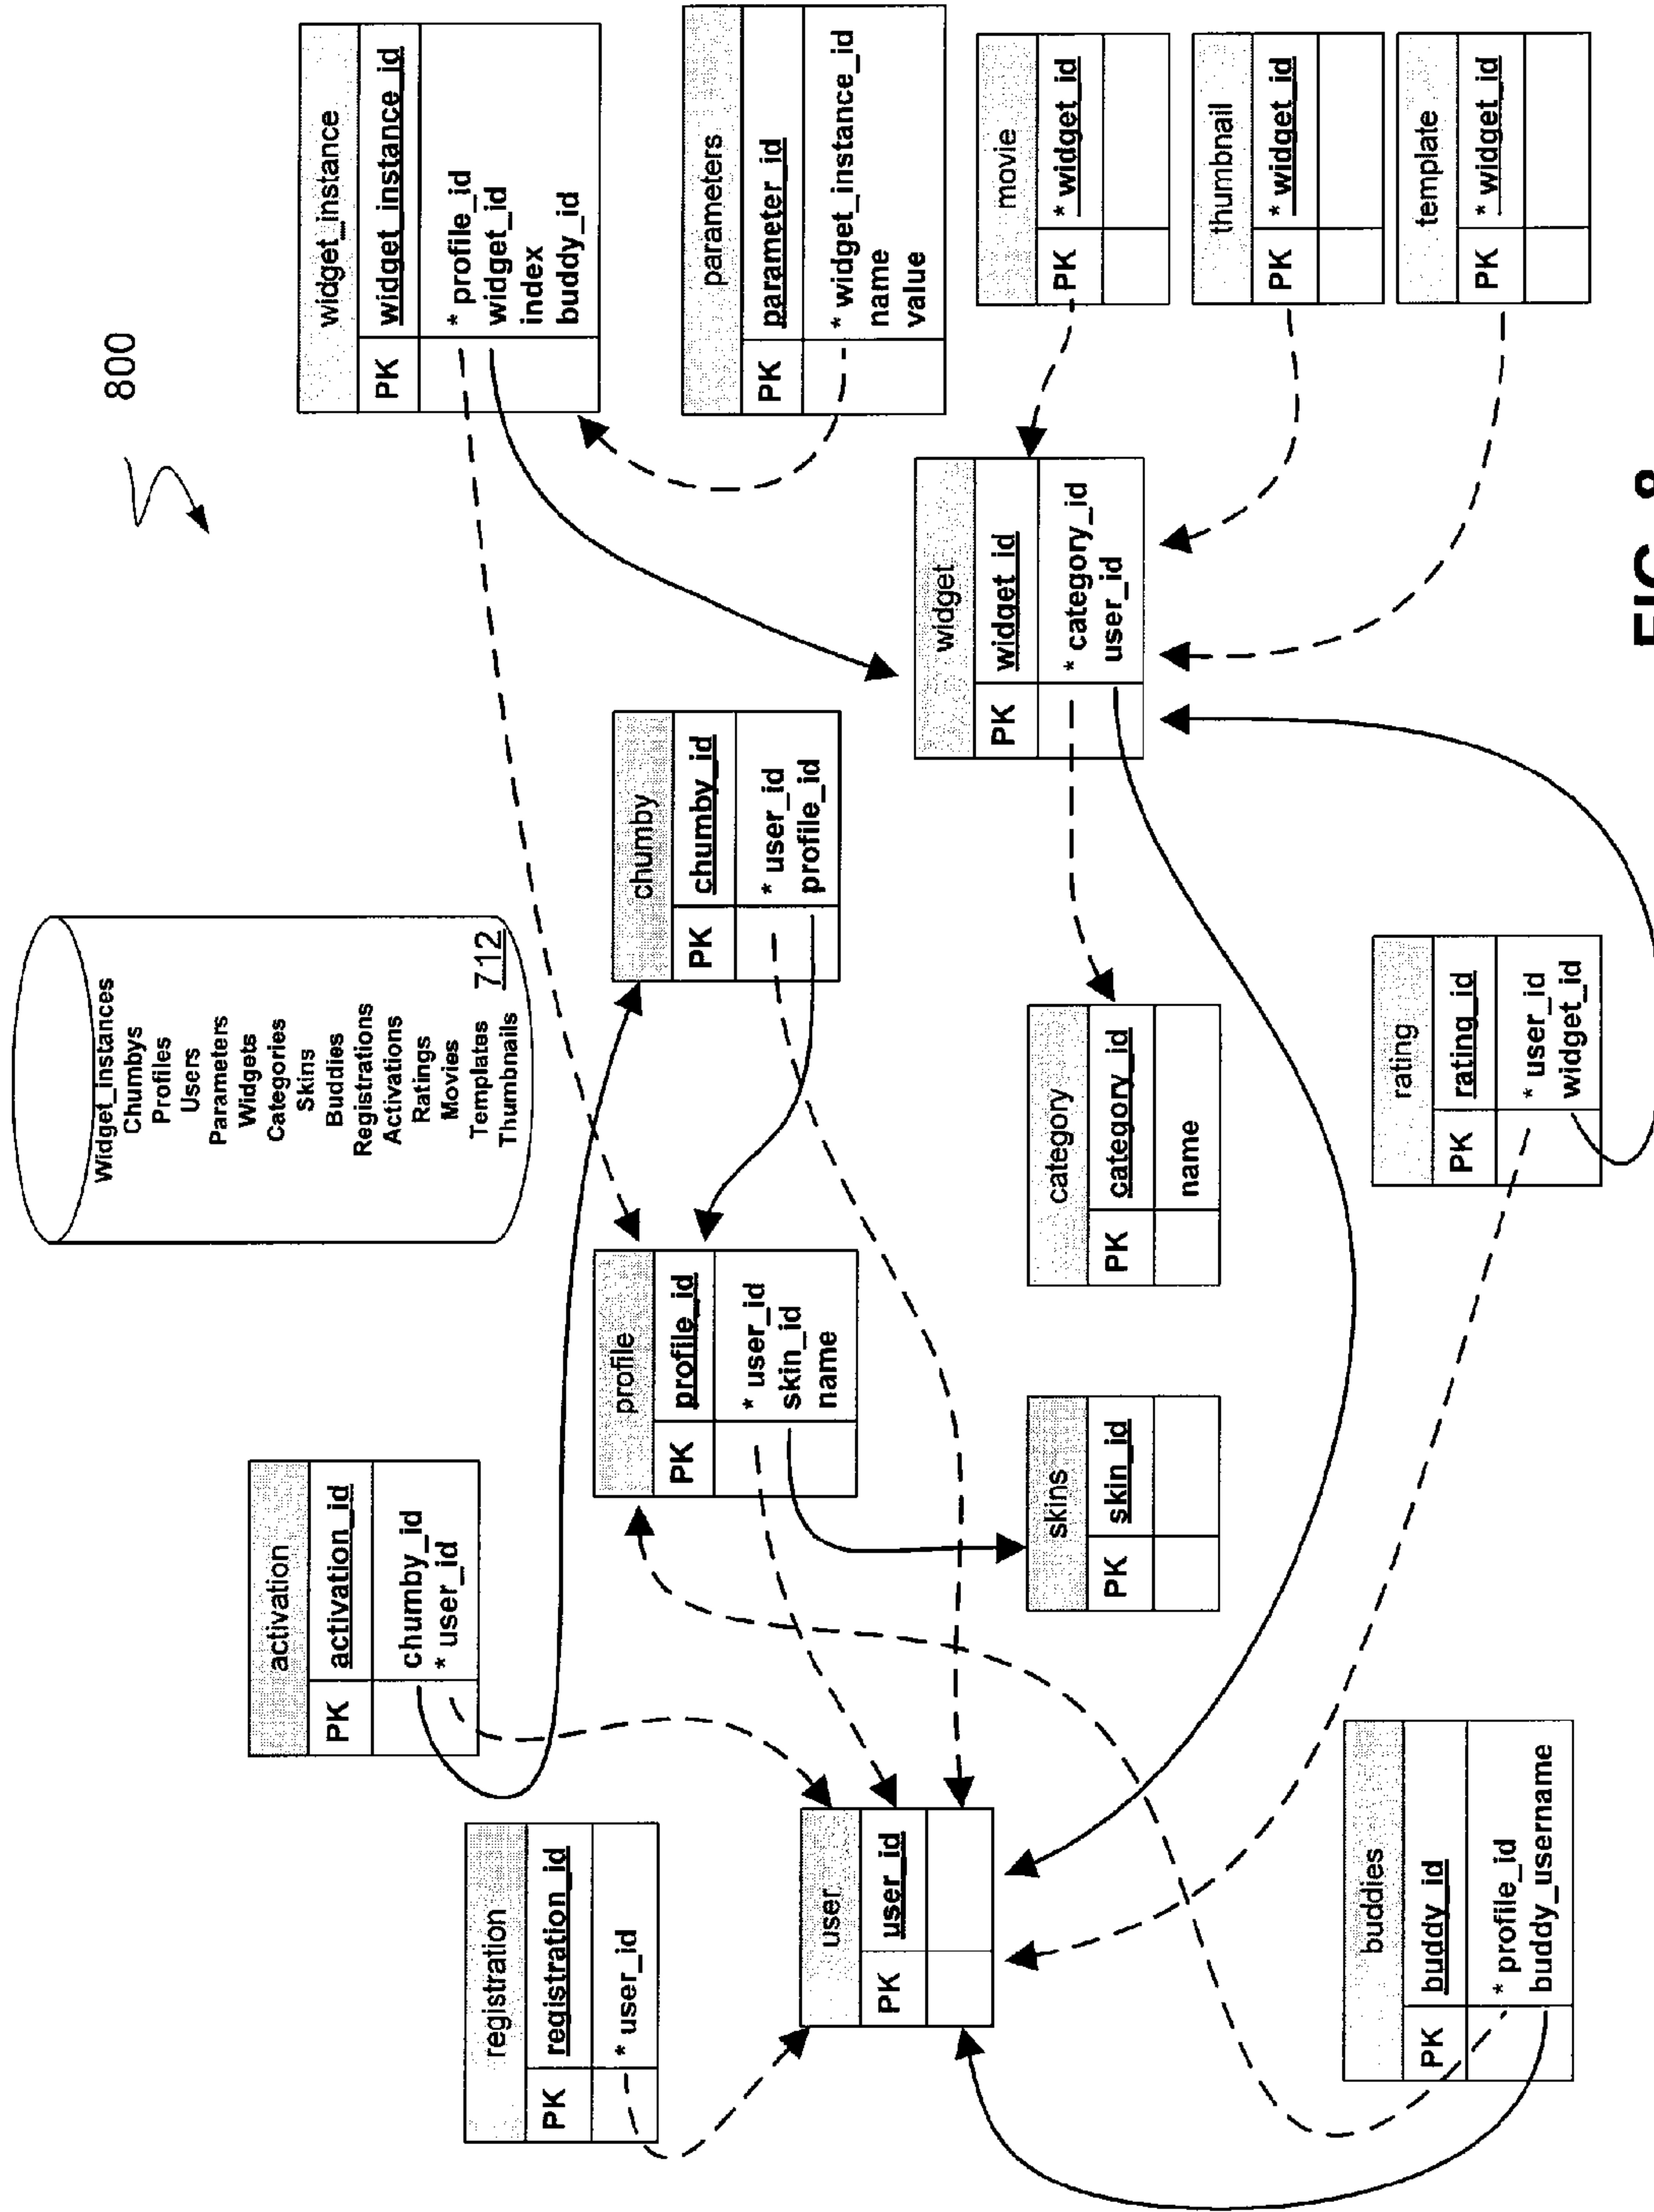 800
Widget_instances
Chumbys
Profiles
Users
Parameters
Widgets
Categories
Skins
Buddies
Registrations
Activations
Ratings
Movies
Templates
Thumbnails
712
activation
PK activation_id
chumby_id
* user_id
widget_instance
PK widget_instance_id
* profile_id
widget_id
index
buddy_id
registration
PK registration_id
* user_id
profile
PK profile_id
* user_id
skin_id
name
chumby
PK chumby_id
* user_id
profile_id
parameters
PK parameter_id
* widget_instance_id
name
value
user
PK user_id
widget
PK widget_id
* category_id
user_id
movie
PK * widget_id
skins
PK skin_id
category
PK category_id
name
thumbnail
PK * widget_id
buddies
PK buddy_id
* profile_id
buddy_username
rating
PK rating_id
* user_id
widget_id
template
PK * widget_id
FIG. 8